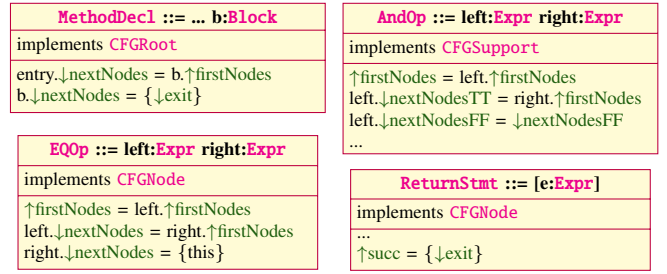 MethodDecl ::= ... b:Block
implements CFGRoot
entry.↓nextNodes = b.↑firstNodes
b.↓nextNodes = {↓exit}
AndOp ::= left:Expr right:Expr
implements CFGSupport
↑firstNodes = left.↑firstNodes
left.↓nextNodesTT = right.↑firstNodes
left.↓nextNodesFF = ↓nextNodesFF
...
EQOp ::= left:Expr right:Expr
implements CFGNode
↑firstNodes = left.↑firstNodes
left.↓nextNodes = right.↑firstNodes
right.↓nextNodes = {this}
ReturnStmt ::= [e:Expr]
implements CFGNode
...
↑succ = {↓exit}